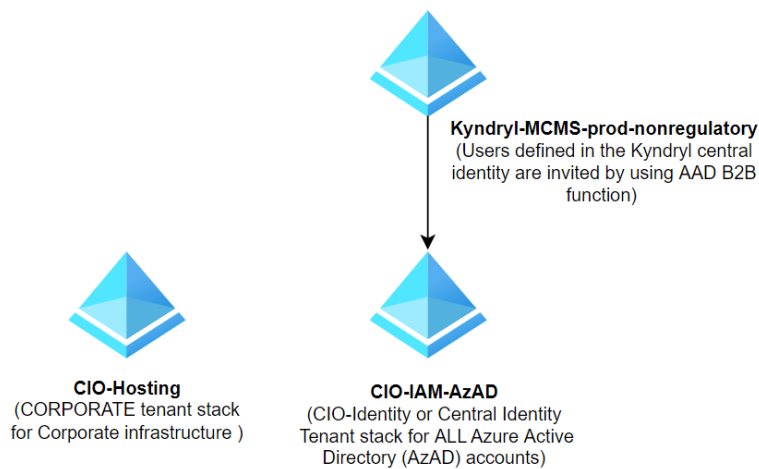 Kyndryl-MCMS-prod-nonregulatory
(Users defined in the Kyndryl central
identity are invited by using AAD B2B
function)
CIO-Hosting
(CORPORATE tenant stack
for Corporate infrastructure )
CIO-IAM-AzAD
(CIO-Identity or Central Identity
Tenant stack for ALL Azure Active
Directory (AzAD) accounts)